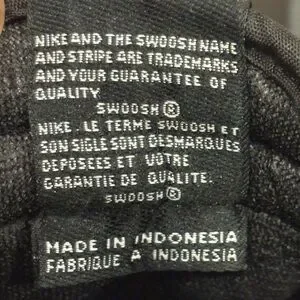 NIKE AND THE SWOOSH NAME
AND STRIPE ARE TRADEMARKS
AND YOUR GUARANTEE OF
QUALITY
SWOOSH®
NIKE . LE TERME SWOOSH ET
SON SIGLE SONT DESMARQUES
DEPOSEES ET VOTRE
GARANTIE DE QUALITE.
SWOOSH®
MADE IN INDONESIA
FABRIQUE A INDONESIA